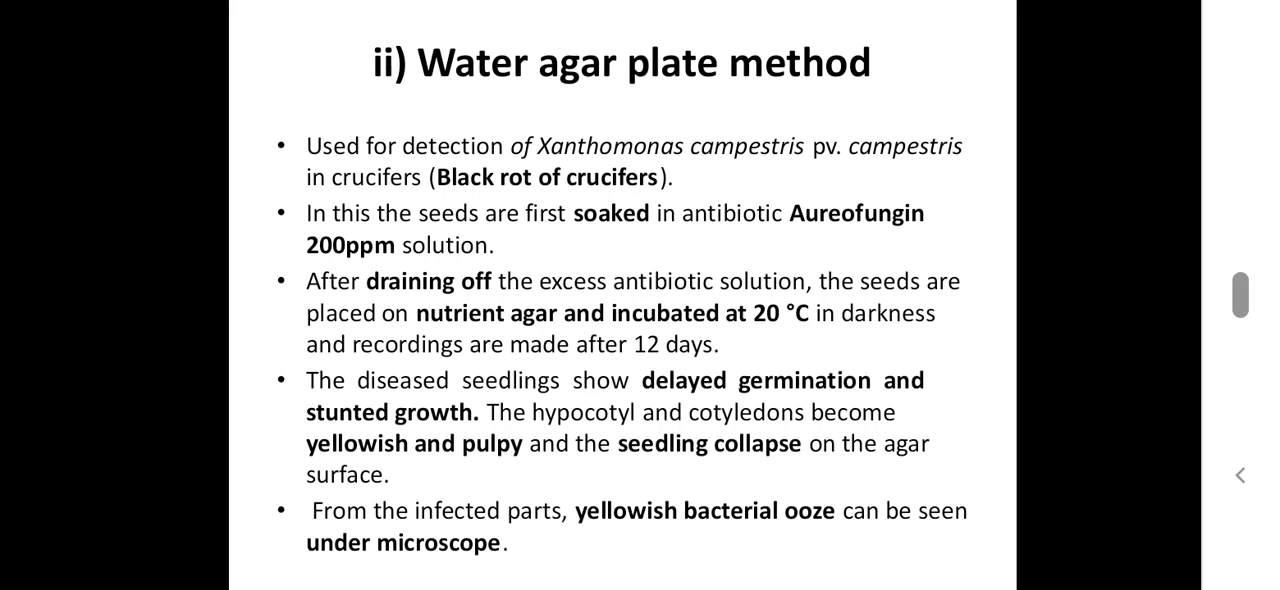 ii) Water agar plate method
• Used for detection of Xanthomonas campestris pv. campestris
in crucifers (Black rot of crucifers).
• In this the seeds are first soaked in antibiotic Aureofungin
200ppm solution.
• After draining off the excess antibiotic solution, the seeds are
placed on nutrient agar and incubated at 20 °C in darkness
and recordings are made after 12 days.
• The diseased seedlings show delayed germination and
stunted growth. The hypocotyl and cotyledons become
yellowish and pulpy and the seedling collapse on the agar
surface.
• From the infected parts, yellowish bacterial ooze can be seen
under microscope.